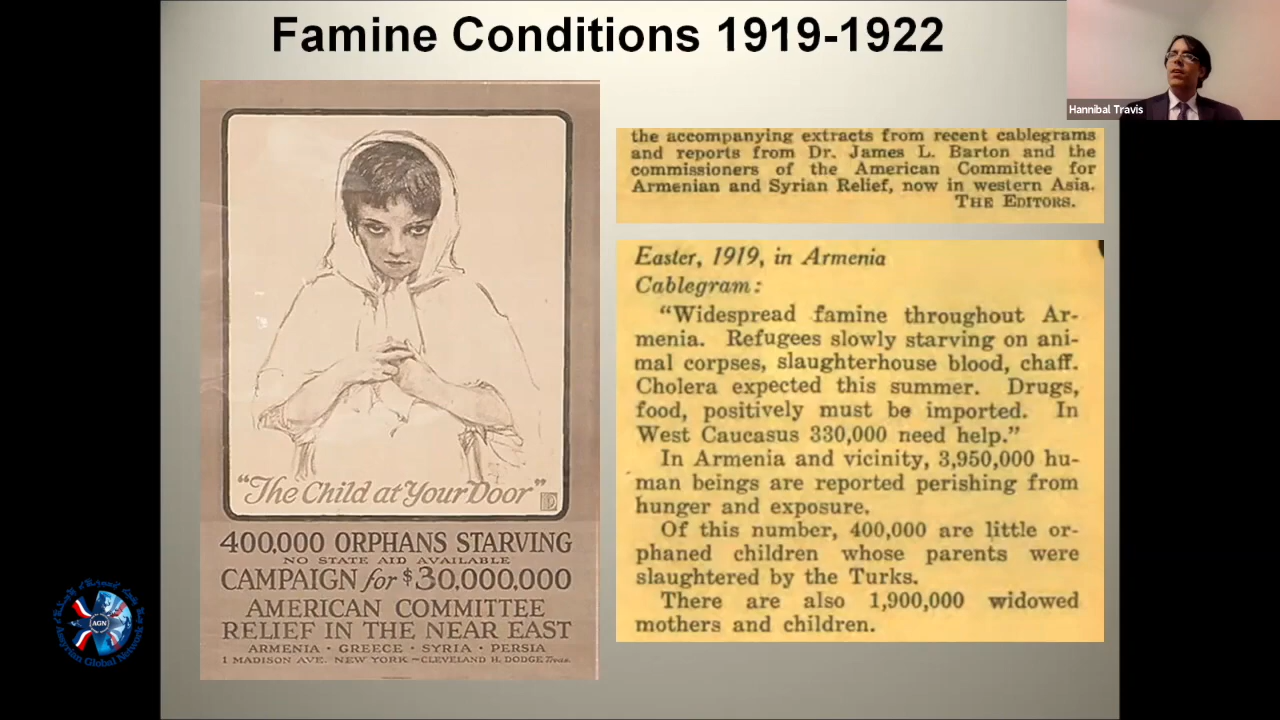 Famine Conditions 1919-1922
Hannibal Travis
"The Child at Your Door"
400,000 ORPHANS STARVING
NO STATE AID AVAILABLE
CAMPAIGN for $30,000,000
AMERICAN COMMITTEE
RELIEF IN THE NEAR EAST
ARMENIA · GREECE · SYRIA · PERSIA
1 MADISON AVE. NEW YORK — CLEVELAND H. DODGE Treas.
the accompanying extracts from recent cablegrams
and reports from Dr. James L. Barton and the
commissioners of the American Committee for
Armenian and Syrian Relief, now in western Asia.
THE EDITORS.
Easter, 1919, in Armenia
Cablegram:
"Widespread famine throughout Ar-
menia. Refugees slowly starving on ani-
mal corpses, slaughterhouse blood, chaff.
Cholera expected this summer. Drugs,
food, positively must be imported. In
West Caucasus 330,000 need help."
In Armenia and vicinity, 3,950,000 hu-
man beings are reported perishing from
hunger and exposure.
Of this number, 400,000 are little or-
phaned children whose parents were
slaughtered by the Turks.
There are also 1,900,000 widowed
mothers and children.
AGN
Assyrian Global Network